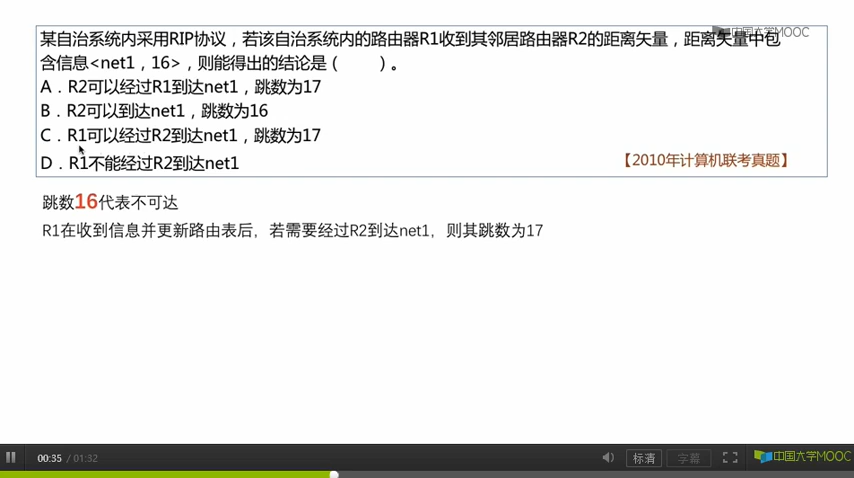 中国大学MOOC
某自治系统内采用RIP协议，若该自治系统内的路由器R1收到其邻居路由器R2的距离矢量，距离矢量中包
含信息<net1，16>，则能得出的结论是（　　）。
A．R2可以经过R1到达net1，跳数为17
B．R2可以到达net1，跳数为16
C．R1可以经过R2到达net1，跳数为17
D．R1不能经过R2到达net1
【2010年计算机联考真题】
跳数16代表不可达
R1在收到信息并更新路由表后，若需要经过R2到达net1，则其跳数为17
00:35 / 01:32
标清
字幕
中国大学MOOC